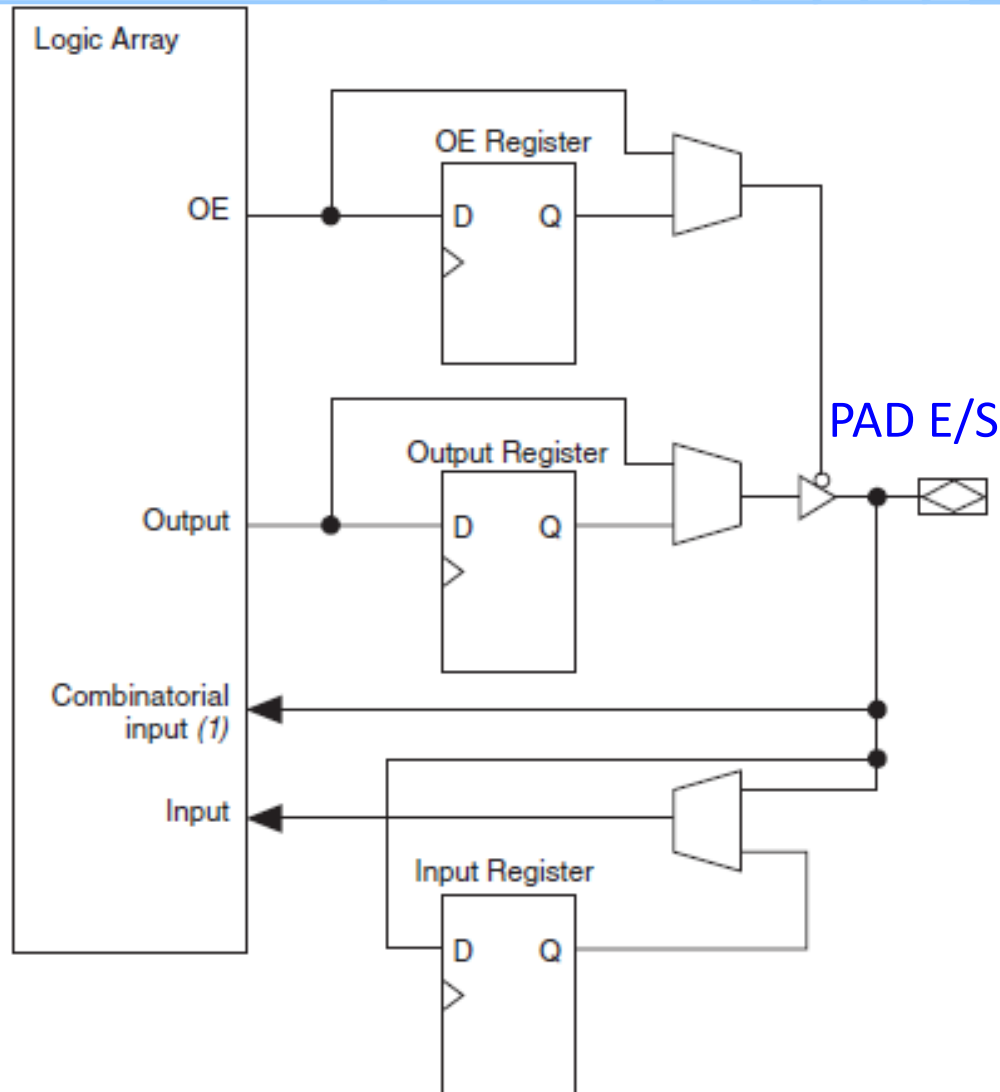 Logic Array
OE Register
OE
D
Q
PAD E/S
Output Register
Output
D
Q
Combinatorial
input (1)
Input
Input Register
D
Q